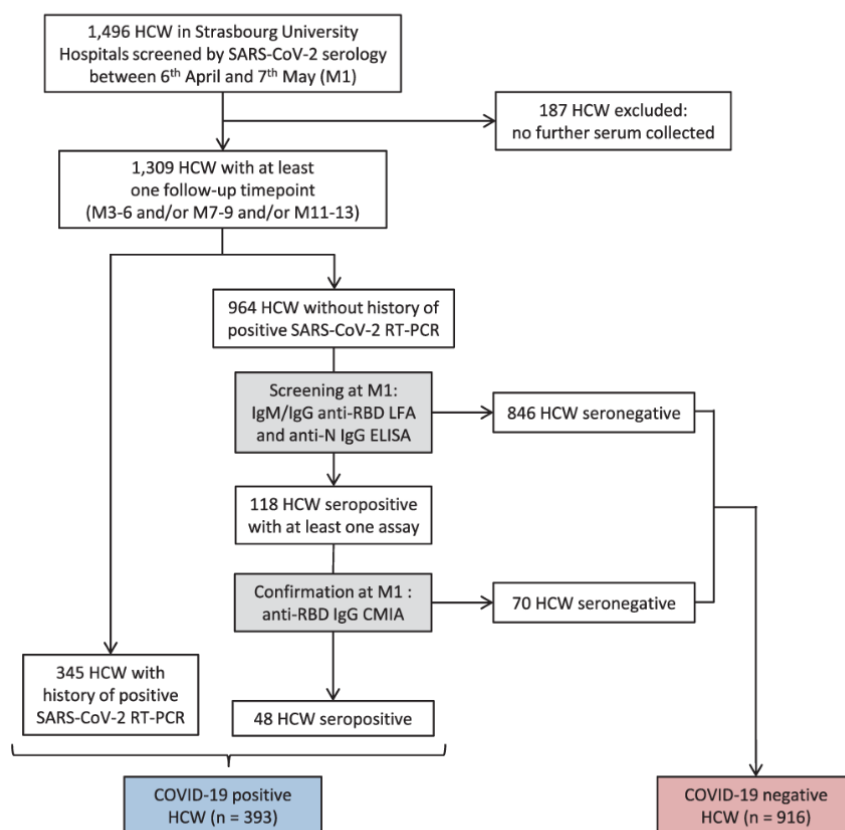 1,496 HCW in Strasbourg University
Hospitals screened by SARS-CoV-2 serology
between 6th April and 7th May (M1)
187 HCW excluded:
no further serum collected
1,309 HCW with at least
one follow-up timepoint
(M3-6 and/or M7-9 and/or M11-13)
964 HCW without history of
positive SARS-CoV-2 RT-PCR
Screening at M1:
IgM/IgG anti-RBD LFA
and anti-N IgG ELISA
846 HCW seronegative
118 HCW seropositive
with at least one assay
Confirmation at M1 :
anti-RBD IgG CMIA
70 HCW seronegative
345 HCW with
history of positive
SARS-CoV-2 RT-PCR
48 HCW seropositive
COVID-19 positive
HCW (n = 393)
COVID-19 negative
HCW (n = 916)